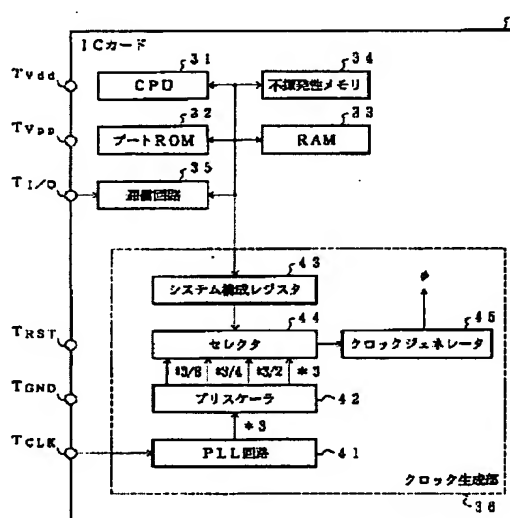 ICカード
TVdd
31
CPU
34
不揮発性メモリ
TVpp
32
ブートROM
33
RAM
TI/O
35
通信回路
43
システム構成レジスタ
φ
TRST
44
セレクタ
45
クロックジェネレータ
*3/8 *3/4 *3/2 *3
TGND
プリスケーラ
42
*3
TCLK
PLL回路
41
クロック生成部
36